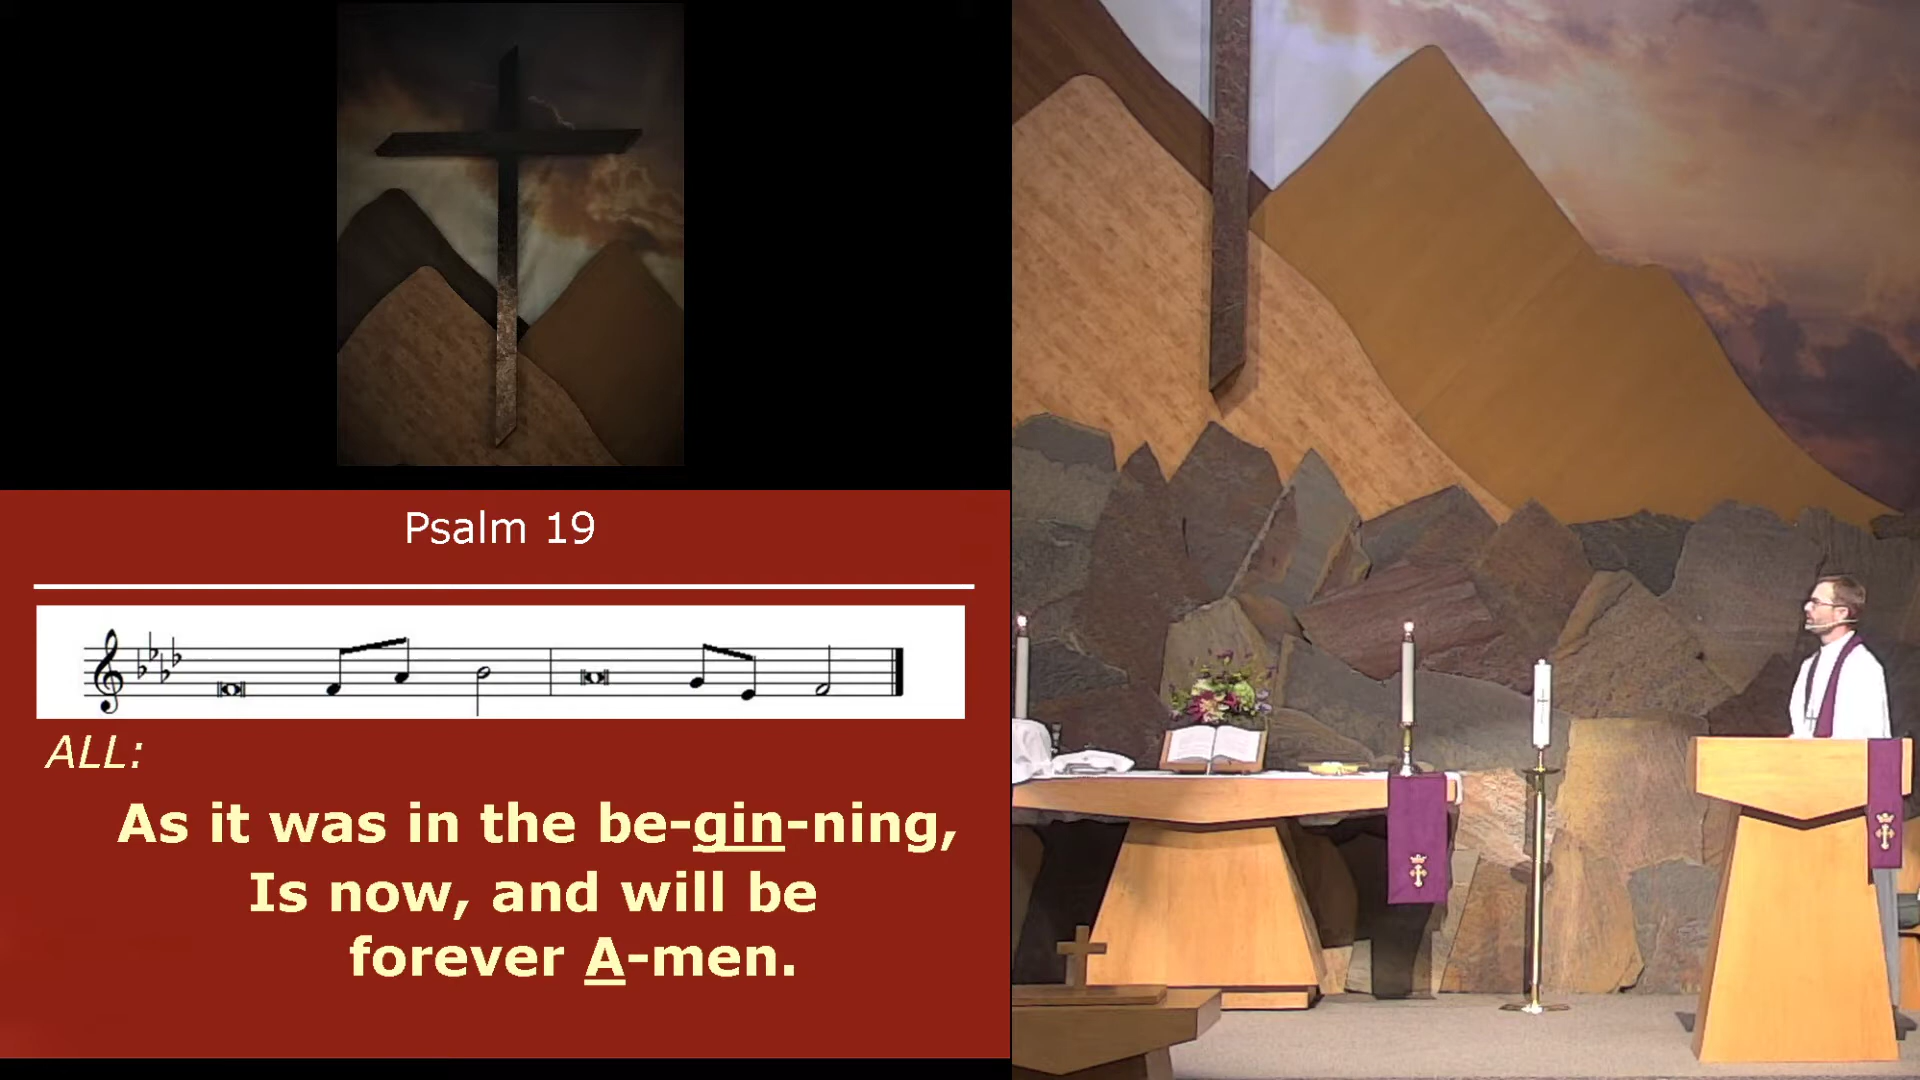 Psalm 19
ALL:
As it was in the be-gin-ning,
Is now, and will be
forever A-men.